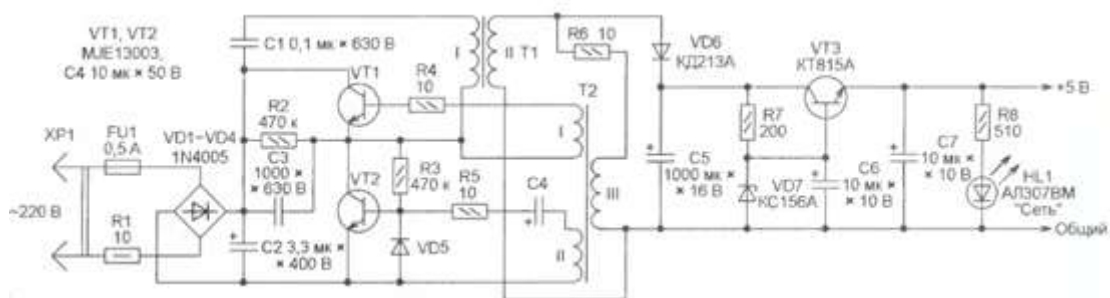 VT1, VT2
MJE13003,
C4 10 мк × 50 В
C1 0,1 мк × 630 В
I
II T1
R6 10
VD6
КД213А
VT3
КТ815А
+5 В
VT1
R4
10
T2
I
R2
470 к
R7
200
R8
510
XP1
FU1
0,5 А
VD1-VD4
1N4005
C3
1000 ×
× 630 В
R3
470 к
VT2
R5
10
C4
+
III
+
C5
1000 мк ×
× 16 В
VD7
КС156А
+
C6
10 мк ×
× 10 В
+
C7
10 мк ×
× 10 В
HL1
АЛ307ВМ
"Сеть"
~220 В
R1
10
+
C2 3,3 мк ×
× 400 В
VD5
II
Общий